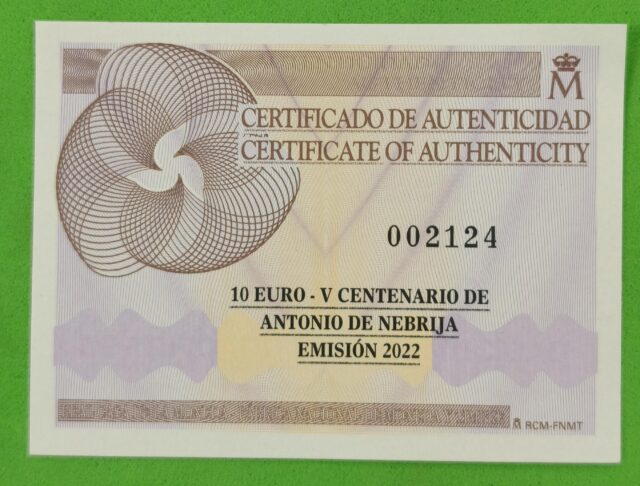 M
CERTIFICADO DE AUTENTICIDAD
CERTIFICATE OF AUTHENTICITY
002124
10 EURO - V CENTENARIO DE
ANTONIO DE NEBRIJA
EMISIÓN 2022
RCM-FNMT